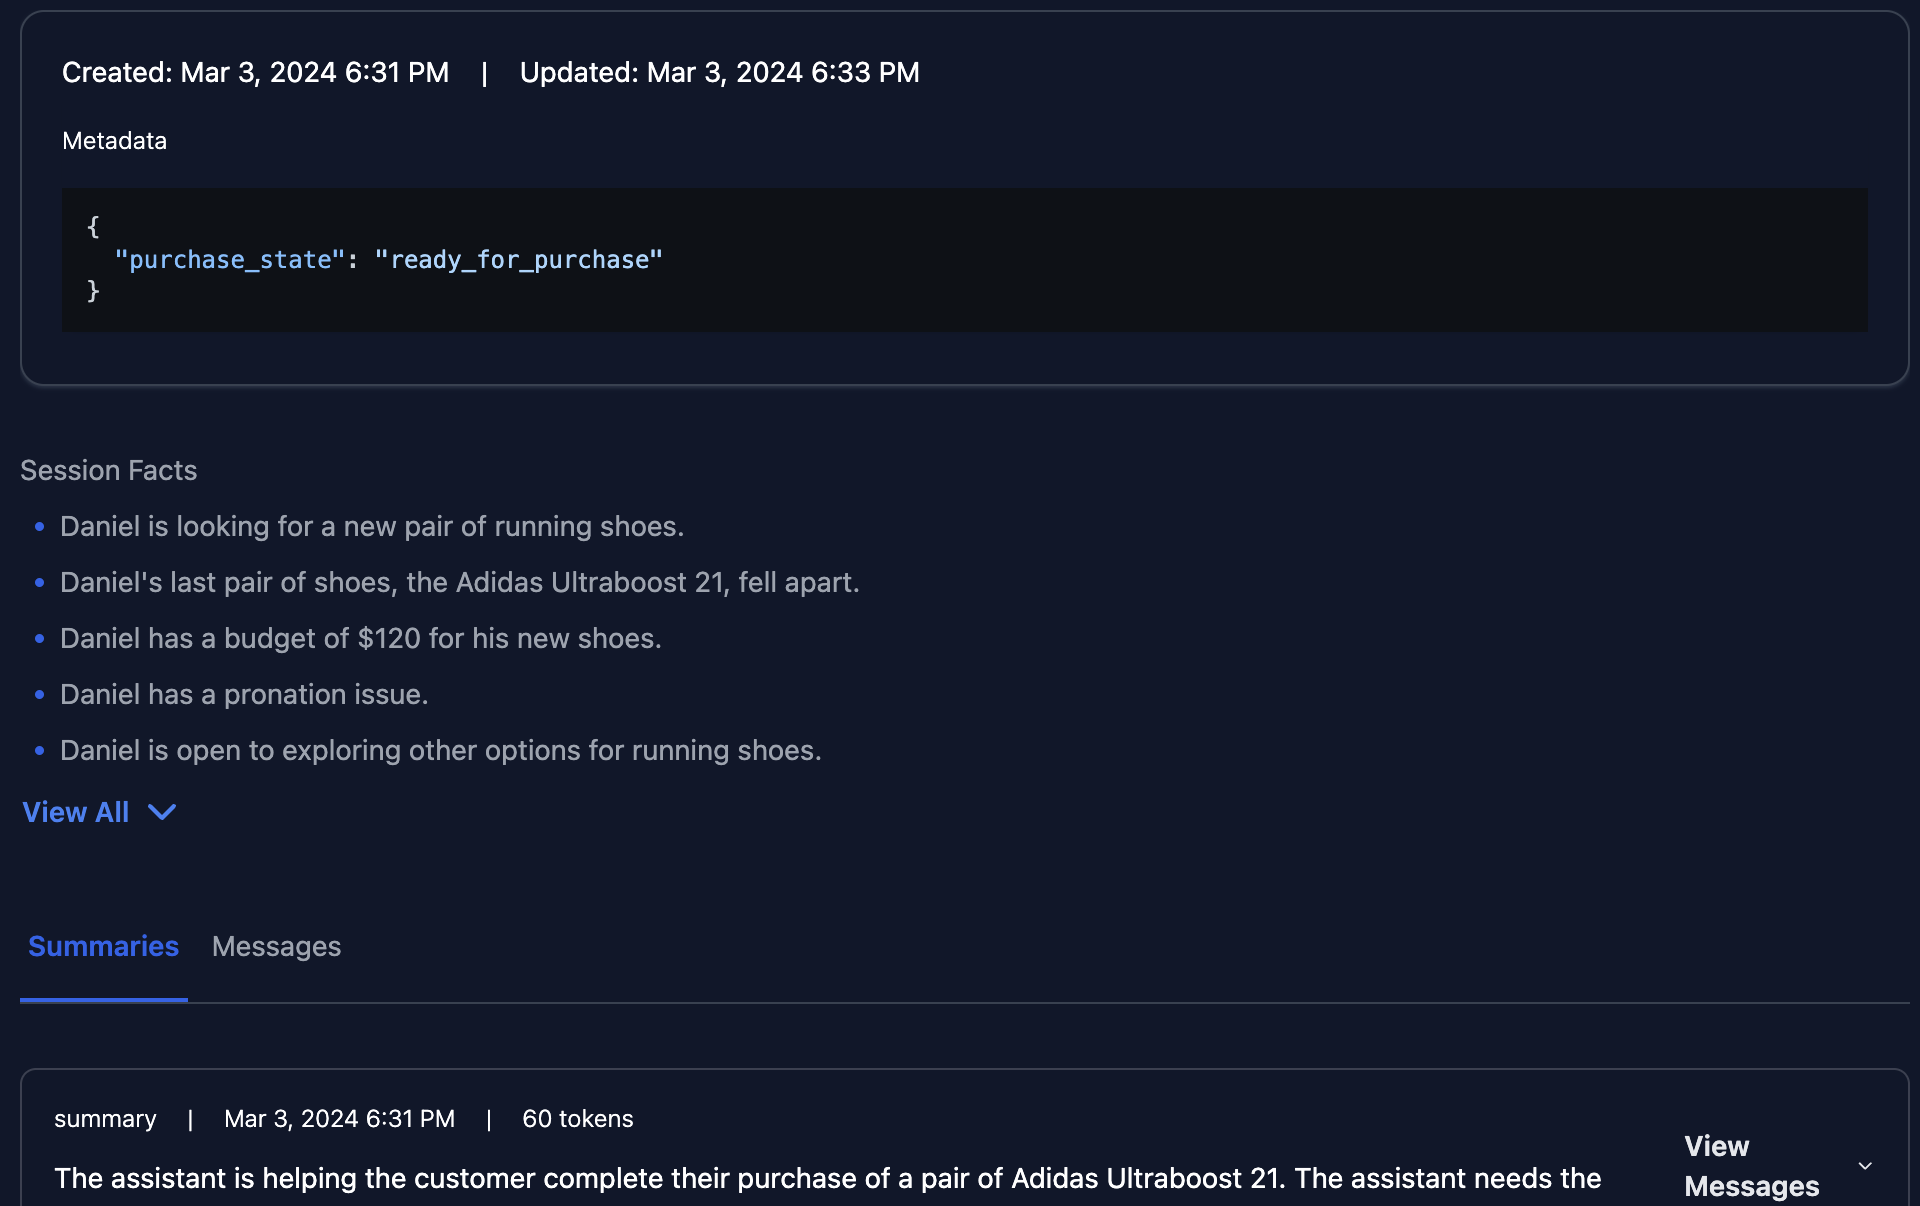 Created: Mar 3, 2024 6:31 PM | Updated: Mar 3, 2024 6:33 PM
Metadata
{
"purchase_state": "ready_for_purchase"
}
Session Facts
Daniel is looking for a new pair of running shoes.
Daniel's last pair of shoes, the Adidas Ultraboost 21, fell apart.
Daniel has a budget of $120 for his new shoes.
Daniel has a pronation issue.
Daniel is open to exploring other options for running shoes.
View All
Summaries Messages
summary | Mar 3, 2024 6:31 PM | 60 tokens
The assistant is helping the customer complete their purchase of a pair of Adidas Ultraboost 21. The assistant needs the
View
Messages